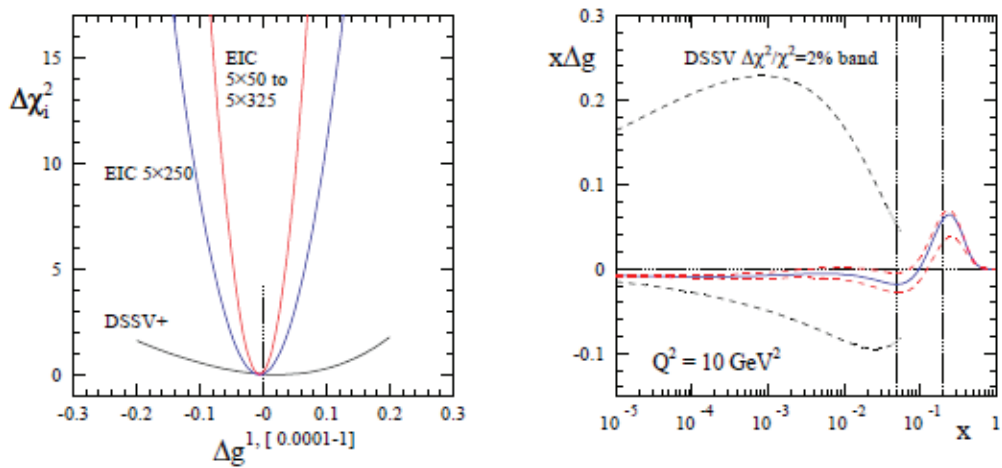 15
10
5
0
Δχi²
EIC
5×50 to
5×325
EIC 5×250
DSSV+
-0.3 -0.2 -0.1 -0 0.1 0.2 0.3
Δg^1, [ 0.0001-1]
0.3
0.2
0.1
0
-0.1
xΔg
DSSV Δχ²/χ²=2% band
Q² = 10 GeV²
10^-5 10^-4 10^-3 10^-2 10^-1 1
x